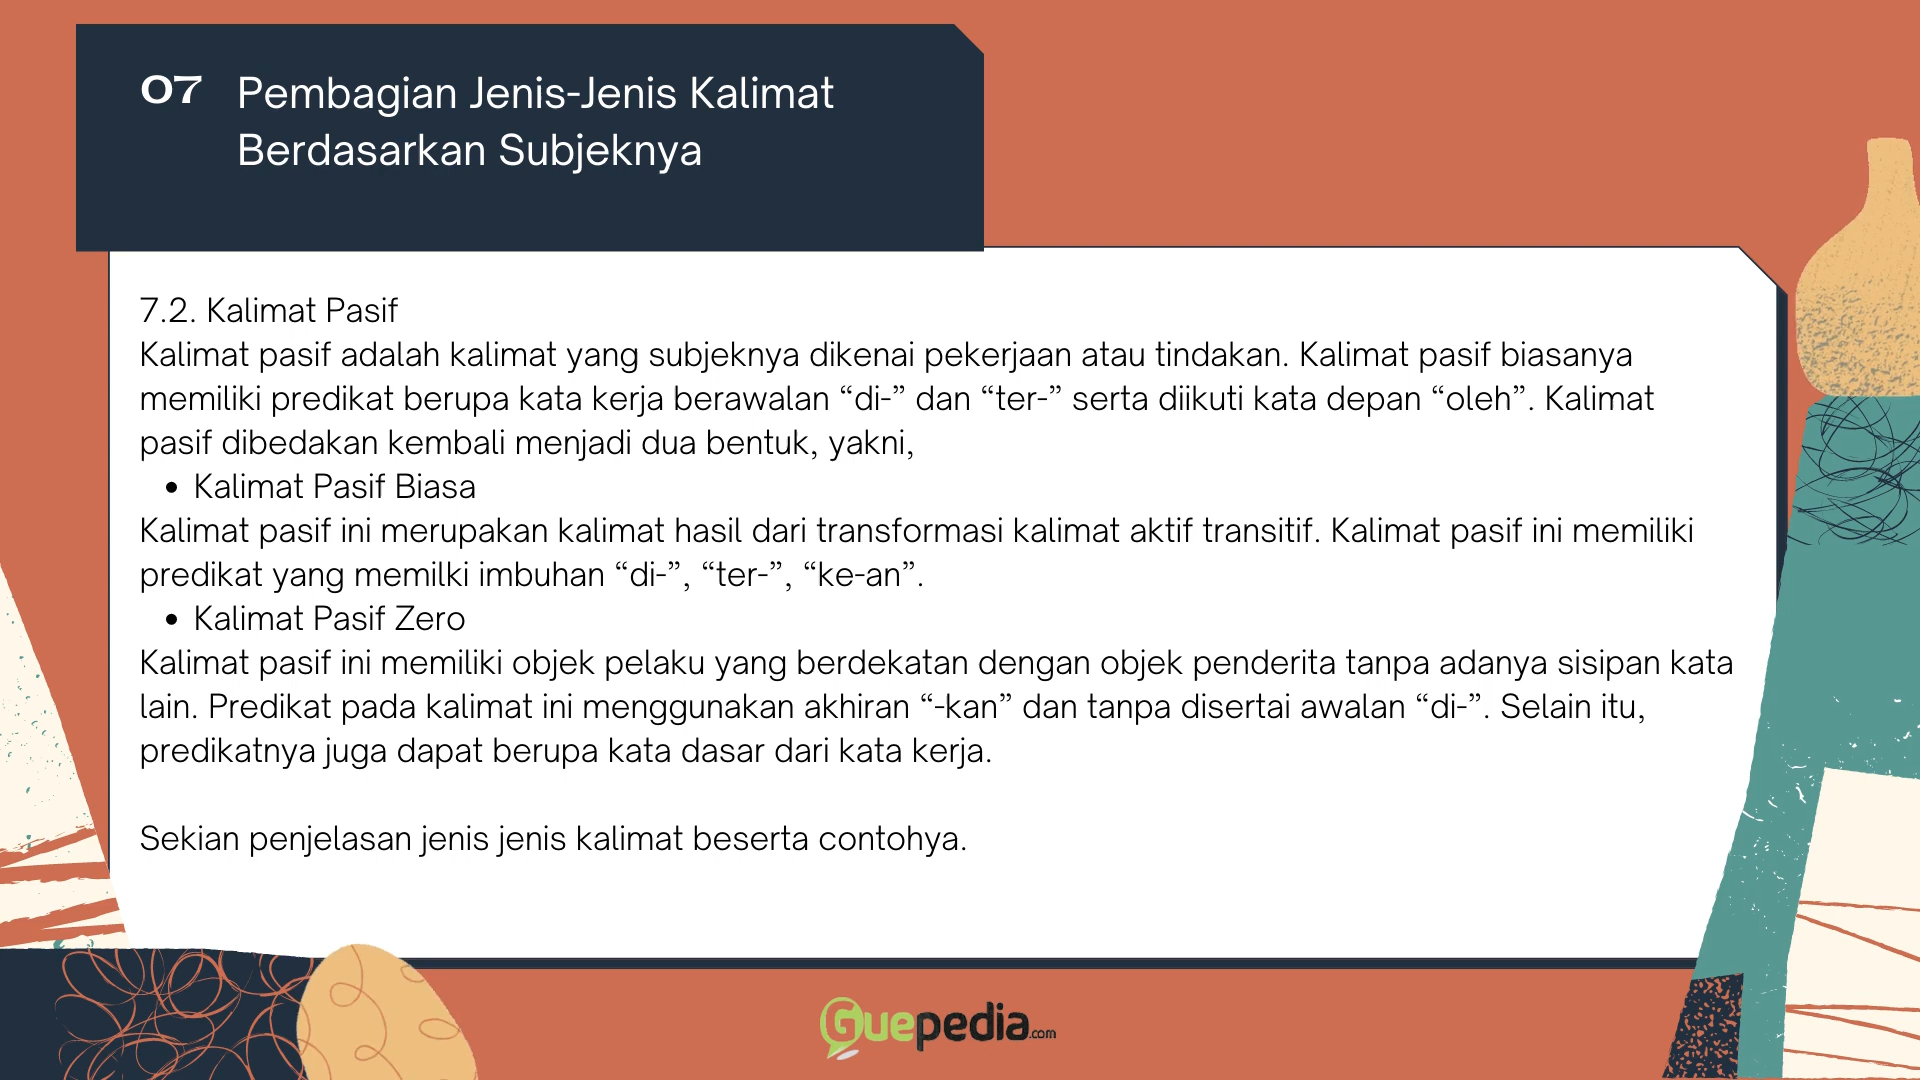 07 Pembagian Jenis-Jenis Kalimat
Berdasarkan Subjeknya
7.2. Kalimat Pasif
Kalimat pasif adalah kalimat yang subjeknya dikenai pekerjaan atau tindakan. Kalimat pasif biasanya
memiliki predikat berupa kata kerja berawalan “di-” dan “ter-” serta diikuti kata depan “oleh”. Kalimat
pasif dibedakan kembali menjadi dua bentuk, yakni,
• Kalimat Pasif Biasa
Kalimat pasif ini merupakan kalimat hasil dari transformasi kalimat aktif transitif. Kalimat pasif ini memiliki
predikat yang memilki imbuhan “di-”, “ter-”, “ke-an”.
• Kalimat Pasif Zero
Kalimat pasif ini memiliki objek pelaku yang berdekatan dengan objek penderita tanpa adanya sisipan kata
lain. Predikat pada kalimat ini menggunakan akhiran “-kan” dan tanpa disertai awalan “di-”. Selain itu,
predikatnya juga dapat berupa kata dasar dari kata kerja.
Sekian penjelasan jenis jenis kalimat beserta contohya.
Guepedia.com